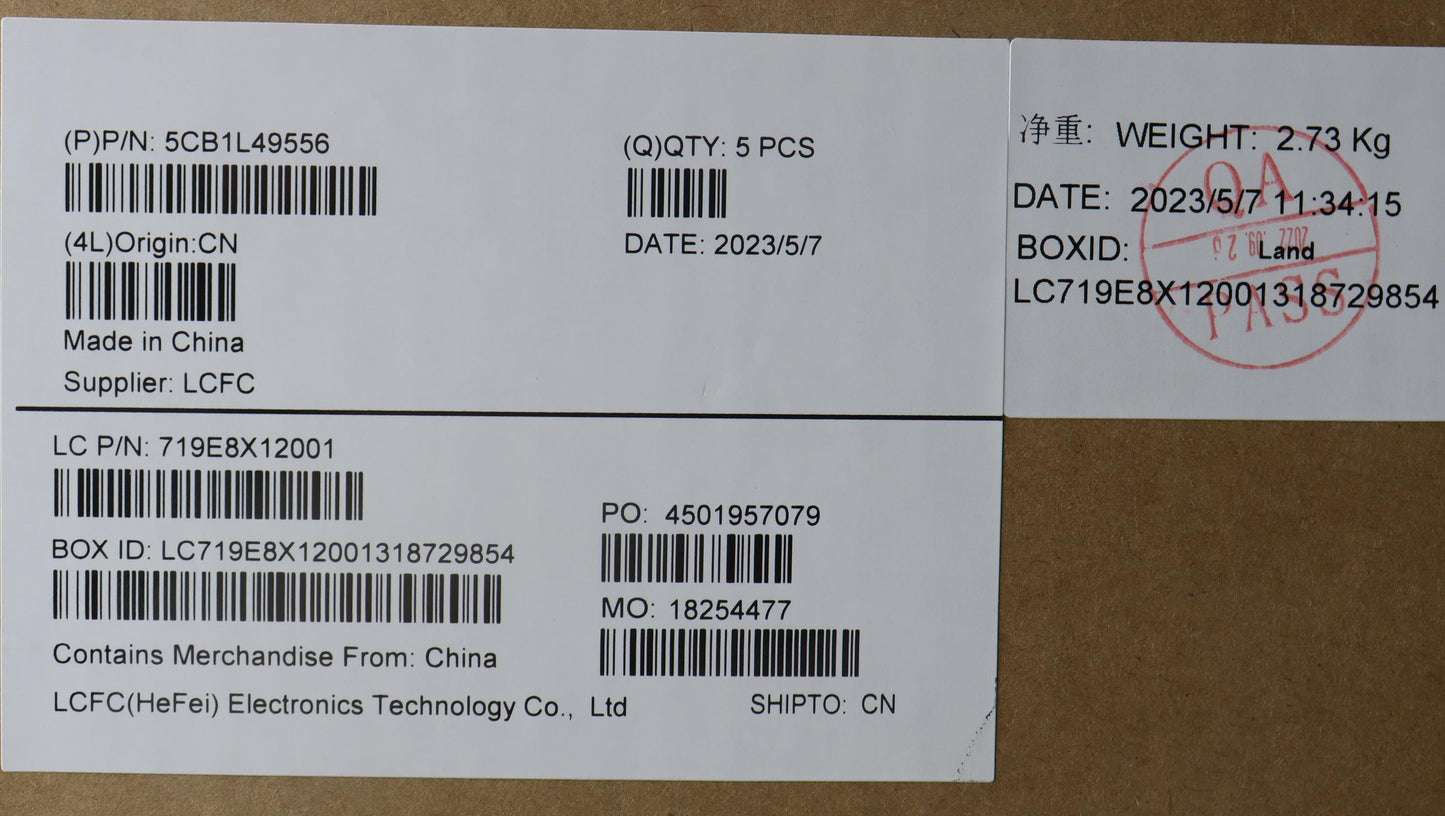 (P)P/N: 5CB1L49556
(Q)QTY: 5 PCS
(4L)Origin:CN
DATE: 2023/5/7
Made in China
Supplier: LCFC
LC P/N: 719E8X12001
PO: 4501957079
BOX ID: LC719E8X12001318729854
MO: 18254477
Contains Merchandise From: China
LCFC(HeFei) Electronics Technology Co., Ltd
SHIPTO: CN
净重: WEIGHT: 2.73 Kg
DATE: 2023/5/7 11:34:15
BOXID: Land
LC719E8X12001318729854
QA
PASS